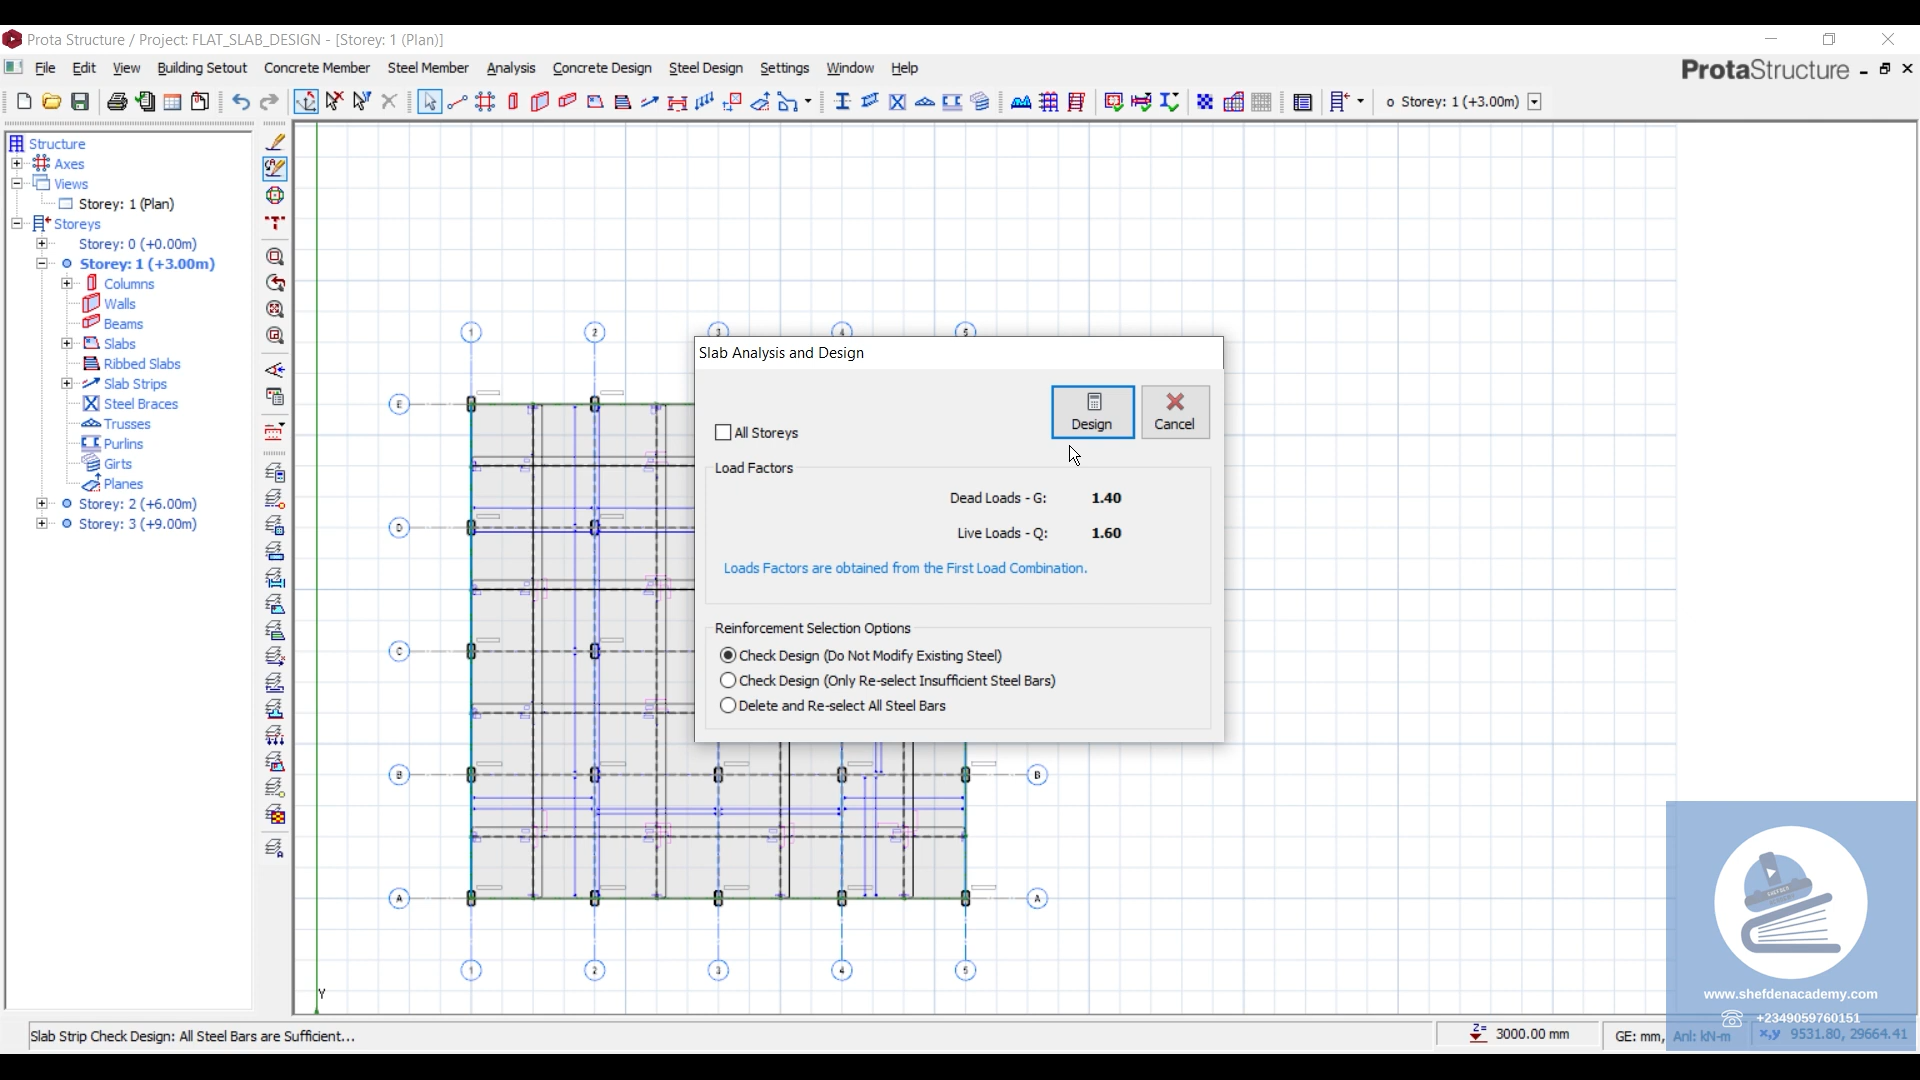 Prota Structure / Project: FLAT_SLAB_DESIGN - [Storey: 1 (Plan)]
File Edit View Building Setout Concrete Member Steel Member Analysis Concrete Design Steel Design Settings Window Help
ProtaStructure
o Storey: 1 (+3.00m)
Structure
Axes
Views
Storey: 1 (Plan)
Storeys
Storey: 0 (+0.00m)
Storey: 1 (+3.00m)
Columns
Walls
Beams
Slabs
Ribbed Slabs
Slab Strips
Steel Braces
Trusses
Purlins
Girts
Planes
Storey: 2 (+6.00m)
Storey: 3 (+9.00m)
1 2 3 4 5
E
D
C
B B
A A
1 2 3 4 5
Y
Slab Analysis and Design
All Storeys
Design
Cancel
Load Factors
Dead Loads - G: 1.40
Live Loads - Q: 1.60
Loads Factors are obtained from the First Load Combination.
Reinforcement Selection Options
Check Design (Do Not Modify Existing Steel)
Check Design (Only Re-select Insufficient Steel Bars)
Delete and Re-select All Steel Bars
www.shefdenacademy.com
+2349059760151
Slab Strip Check Design: All Steel Bars are Sufficient...
Z= 3000.00 mm
GE: mm, Anl: kN-m
x,y 9531.80, 29664.41